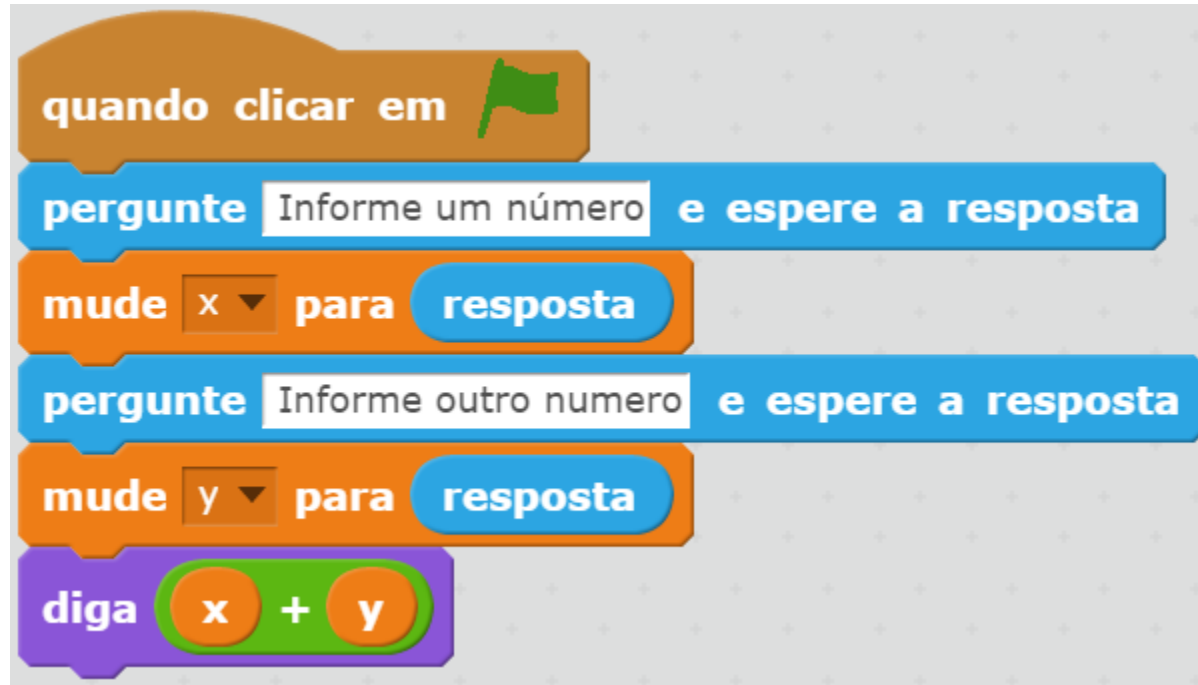 quando clicar em
pergunte Informe um número e espere a resposta
mude x para resposta
pergunte Informe outro numero e espere a resposta
mude y para resposta
diga x + y